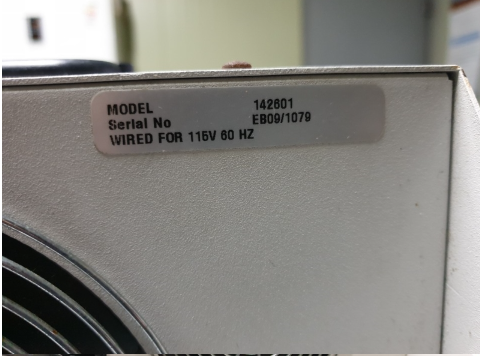 MODEL 142601
Serial No EB09/1079
WIRED FOR 115V 60 HZ